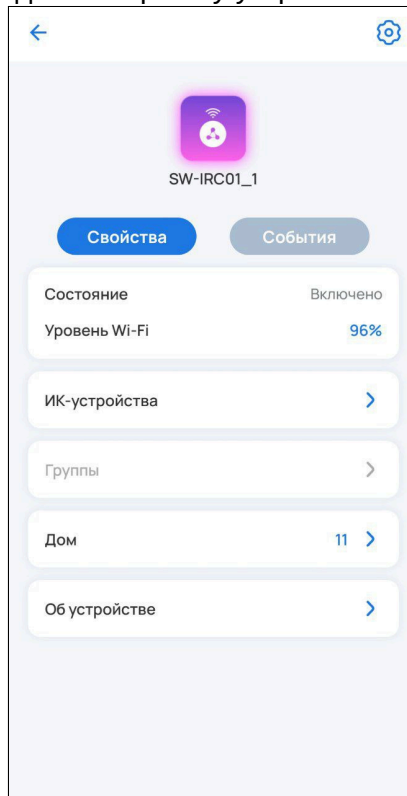 SW-IRC01_1
Свойства События
Состояние Включено
Уровень Wi-Fi 96%
ИК-устройства
Группы
Дом 11
Об устройстве